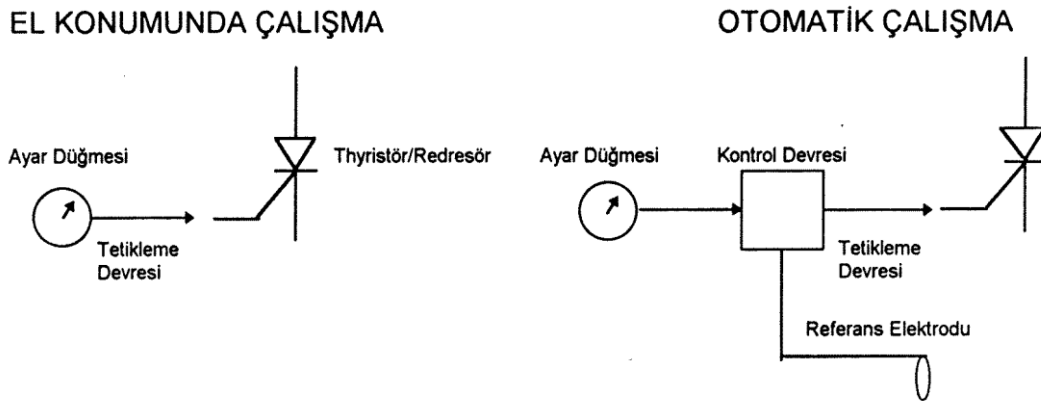 EL KONUMUNDA ÇALIŞMA
Ayar Düğmesi
Thyristör/Redresör
Tetikleme
Devresi
OTOMATİK ÇALIŞMA
Ayar Düğmesi
Kontrol Devresi
Tetikleme
Devresi
Referans Elektrodu